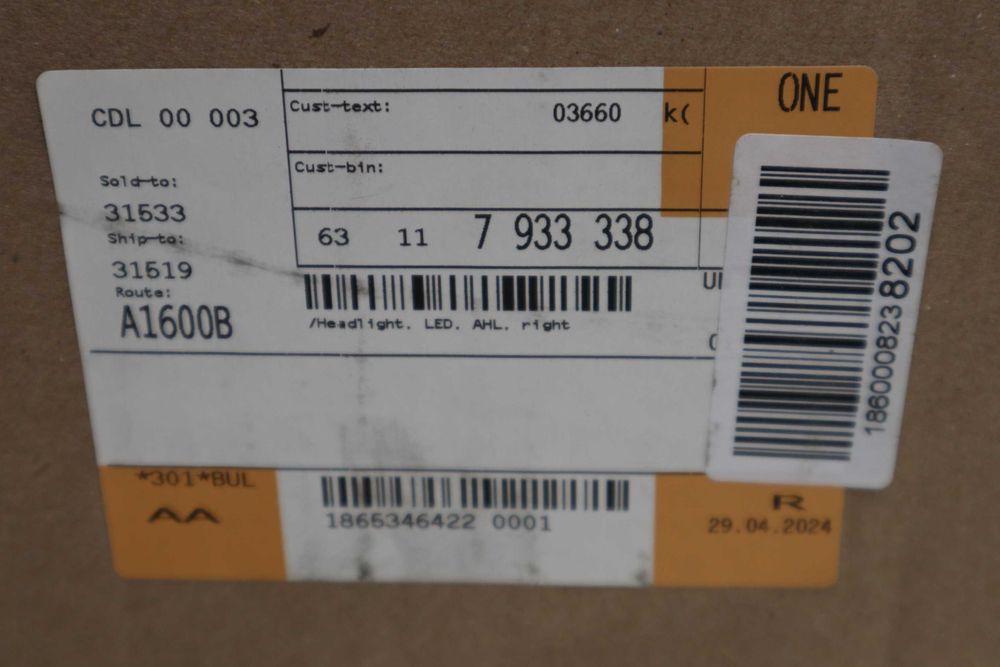 CDL 00 003
Cust-text: 03660 k(
ONE
Cust-bin:
Sold-to:
31533
Ship-to:
31519
Route:
A1600B
63 11 7 933 338
/Headlight. LED. AHL. right
18600082382O2
*301*BUL
AA
1865346422 0001
R
29.04.2024